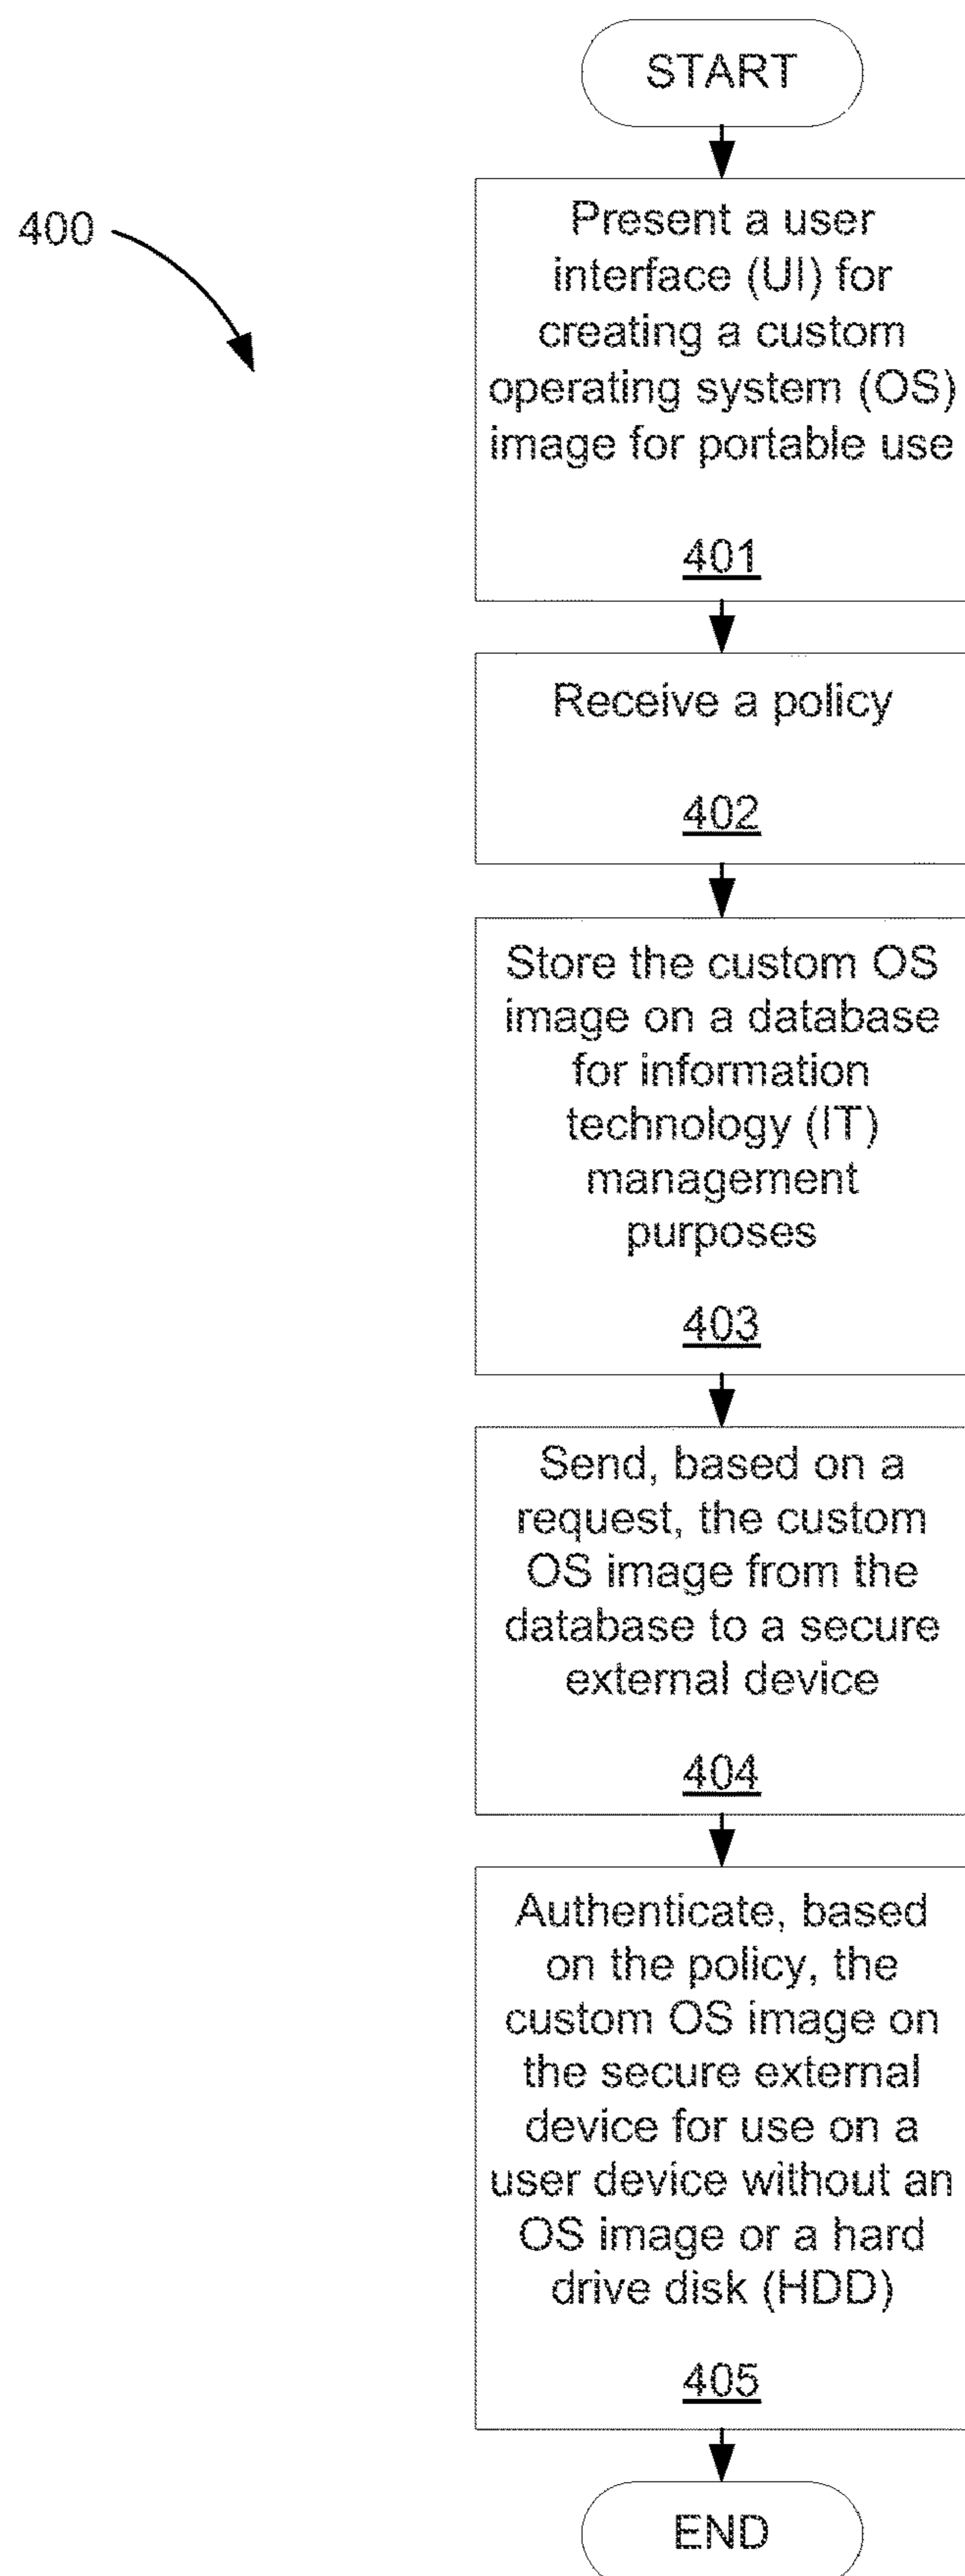 START
400
Present a user
interface (UI) for
creating a custom
operating system (OS)
image for portable use
401
Receive a policy
402
Store the custom OS
image on a database
for information
technology (IT)
management
purposes
403
Send, based on a
request, the custom
OS image from the
database to a secure
external device
404
Authenticate, based
on the policy, the
custom OS image on
the secure external
device for use on a
user device without an
OS image or a hard
drive disk (HDD)
405
END